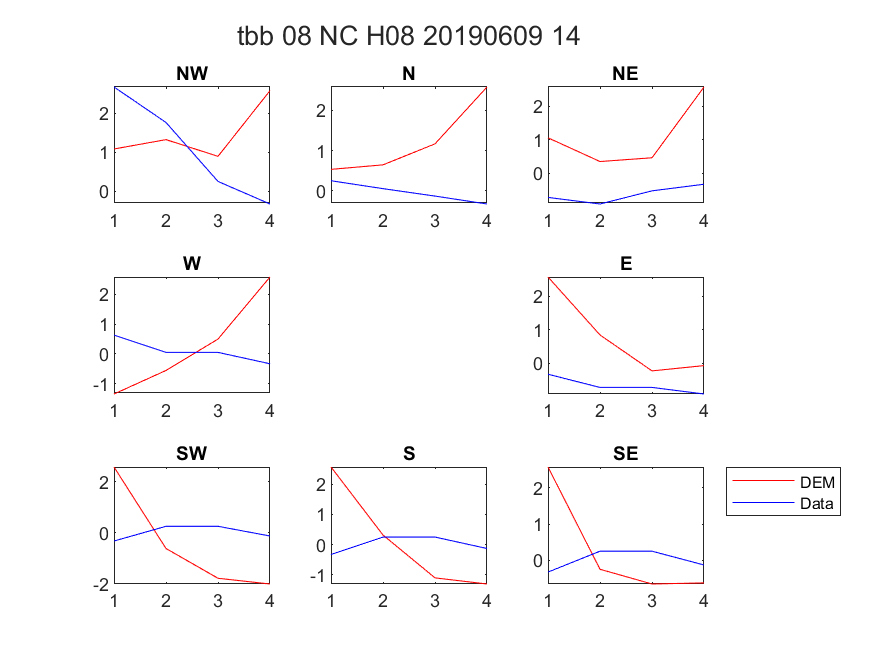 tbb 08 NC H08 20190609 14
NW N NE
2 2 2
1 1 1
0 0 0
1 2 3 4 1 2 3 4 1 2 3 4
W E
2 2
1 1
0 0
-1
1 2 3 4 1 2 3 4
SW S SE
0 2 2
-2 1 1
0 0
-1
1 2 3 4 1 2 3 4 1 2 3 4
DEM
Data